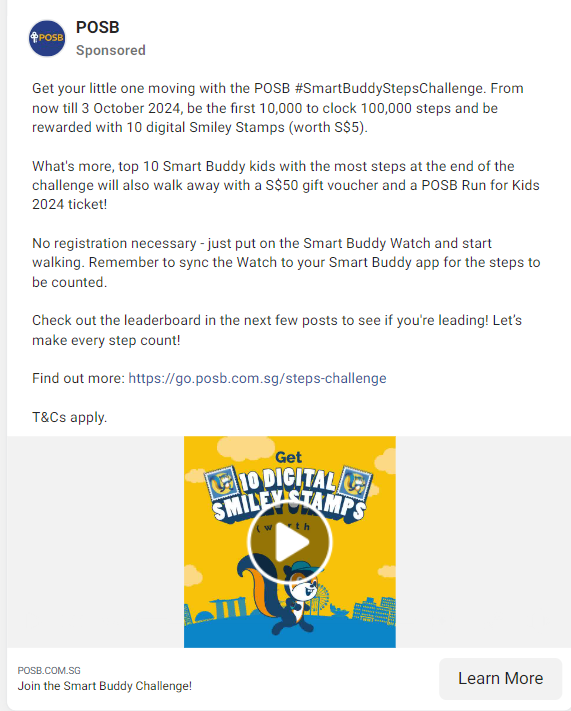 POSB
POSB
Sponsored
Get your little one moving with the POSB #SmartBuddyStepsChallenge. From
now till 3 October 2024, be the first 10,000 to clock 100,000 steps and be
rewarded with 10 digital Smiley Stamps (worth S$5).
What's more, top 10 Smart Buddy kids with the most steps at the end of the
challenge will also walk away with a S$50 gift voucher and a POSB Run for Kids
2024 ticket!
No registration necessary - just put on the Smart Buddy Watch and start
walking. Remember to sync the Watch to your Smart Buddy app for the steps to
be counted.
Check out the leaderboard in the next few posts to see if you're leading! Let's
make every step count!
Find out more: https://go.posb.com.sg/steps-challenge
T&Cs apply.
Get
10 DIGITAL
SMILEY STAMPS
POSB.COM.SG
Join the Smart Buddy Challenge!
Learn More